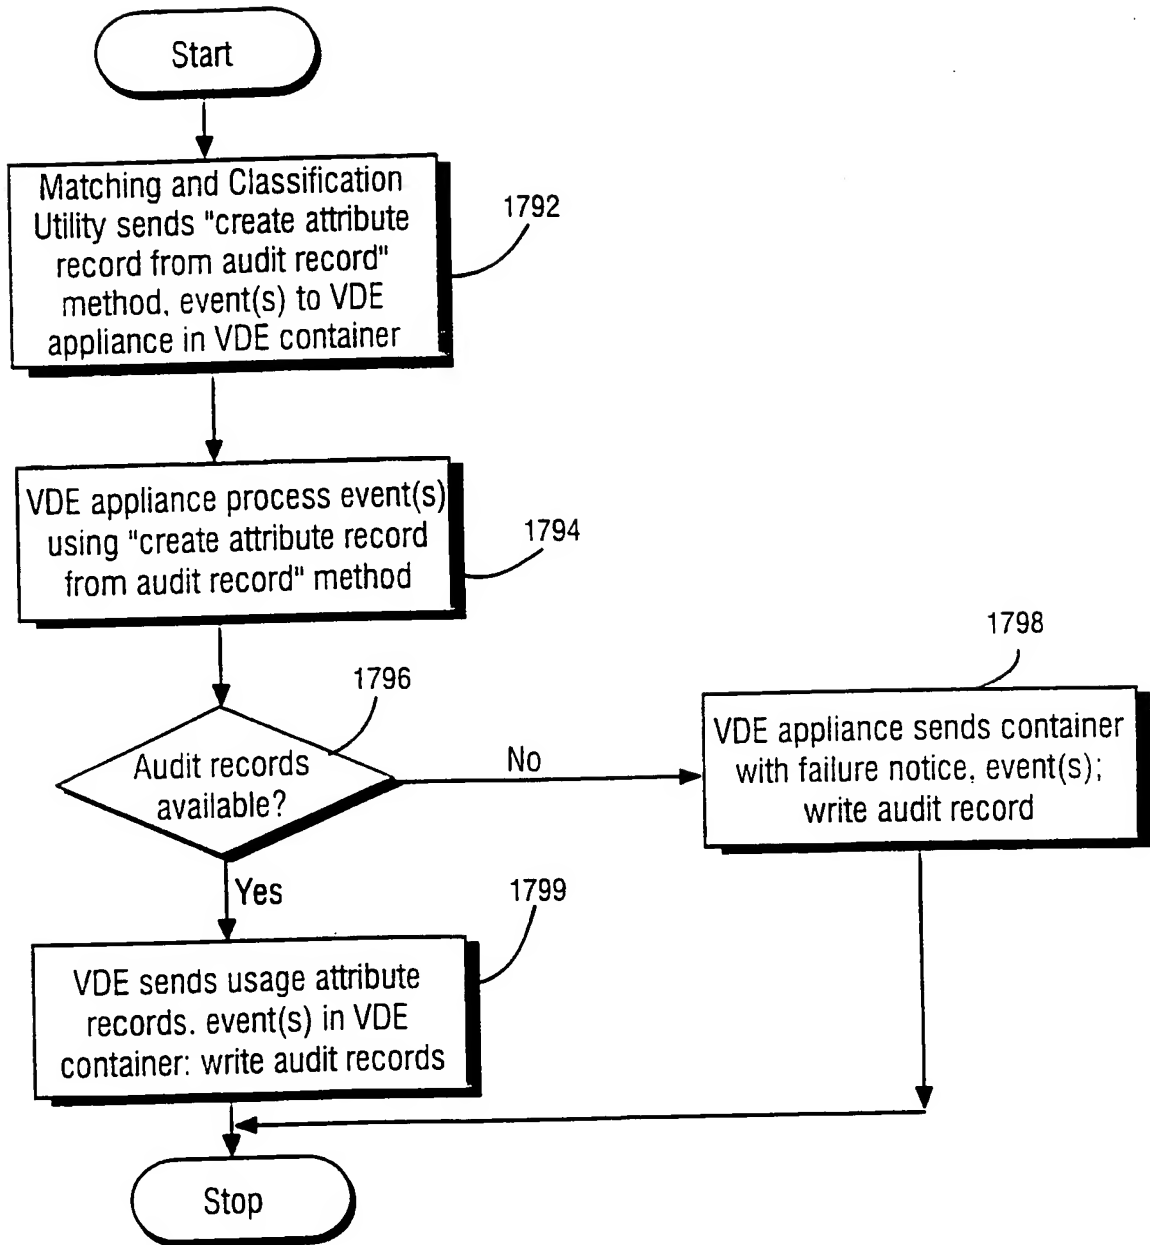 Start
Matching and Classification
Utility sends "create attribute
record from audit record"
method, event(s) to VDE
appliance in VDE container
1792
VDE appliance process event(s)
using "create attribute record
from audit record" method
1794
1796
Audit records
available?
No
1798
VDE appliance sends container
with failure notice, event(s);
write audit record
Yes
1799
VDE sends usage attribute
records. event(s) in VDE
container: write audit records
Stop